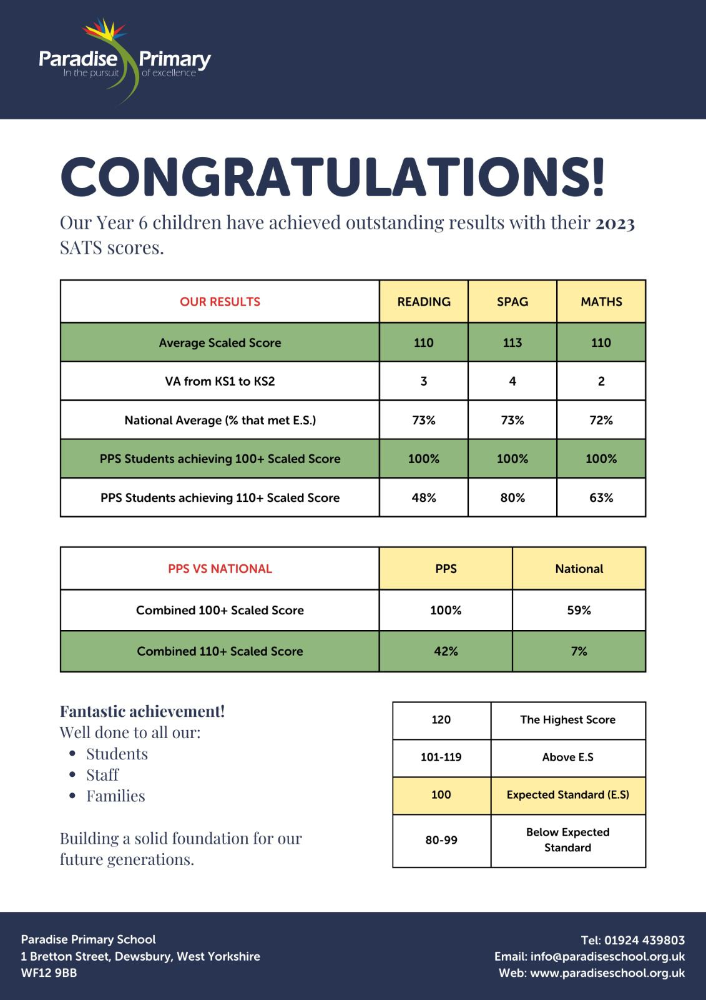 Paradise Primary
In the pursuit of excellence
CONGRATULATIONS!
Our Year 6 children have achieved outstanding results with their 2023
SATS scores.
OUR RESULTS READING SPAG MATHS
Average Scaled Score 110 113 110
VA from KS1 to KS2 3 4 2
National Average (% that met E.S.) 73% 73% 72%
PPS Students achieving 100+ Scaled Score 100% 100% 100%
PPS Students achieving 110+ Scaled Score 48% 80% 63%
PPS VS NATIONAL PPS National
Combined 100+ Scaled Score 100% 59%
Combined 110+ Scaled Score 42% 7%
Fantastic achievement!
Well done to all our:
• Students
• Staff
• Families
Building a solid foundation for our
future generations.
120 The Highest Score
101-119 Above E.S
100 Expected Standard (E.S)
80-99 Below Expected
Standard
Paradise Primary School
1 Bretton Street, Dewsbury, West Yorkshire
WF12 9BB
Tel: 01924 439803
Email: info@paradiseschool.org.uk
Web: www.paradiseschool.org.uk